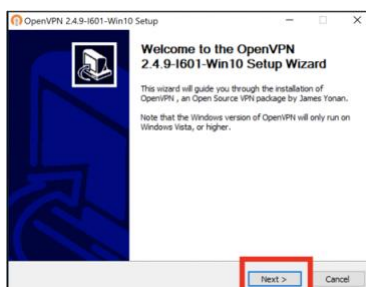 OpenVPN 2.4.9-I601-Win10 Setup
Welcome to the OpenVPN
2.4.9-I601-Win10 Setup Wizard
This wizard will guide you through the installation of
OpenVPN , an Open Source VPN package by James Yonan.
Note that the Windows version of OpenVPN will only run on
Windows Vista, or higher.
Next >
Cancel